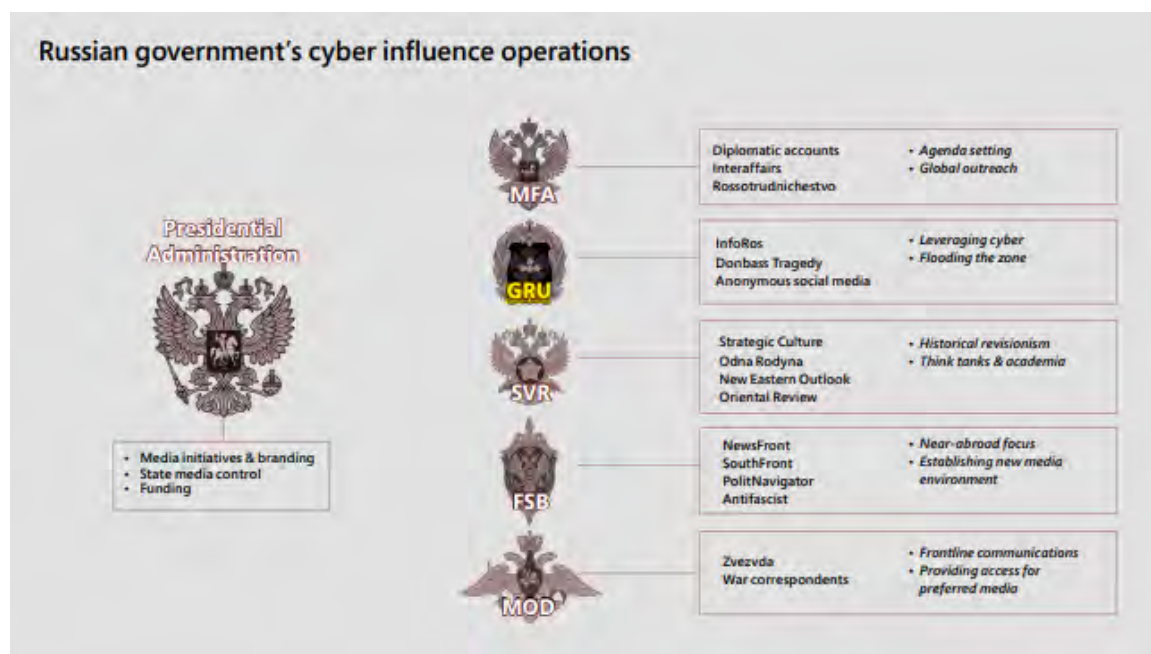 Russian government's cyber influence operations
Presidential
Administration
• Media initiatives & branding
• State media control
• Funding
MFA
Diplomatic accounts
Interaffairs
Rossotrudnichestvo
• Agenda setting
• Global outreach
GRU
InfoRos
Donbass Tragedy
Anonymous social media
• Leveraging cyber
• Flooding the zone
SVR
Strategic Culture
Odna Rodyna
New Eastern Outlook
Oriental Review
• Historical revisionism
• Think tanks & academia
FSB
NewsFront
SouthFront
PolitNavigator
Antifascist
• Near-abroad focus
• Establishing new media
environment
MOD
Zvezvda
War correspondents
• Frontline communications
• Providing access for
preferred media